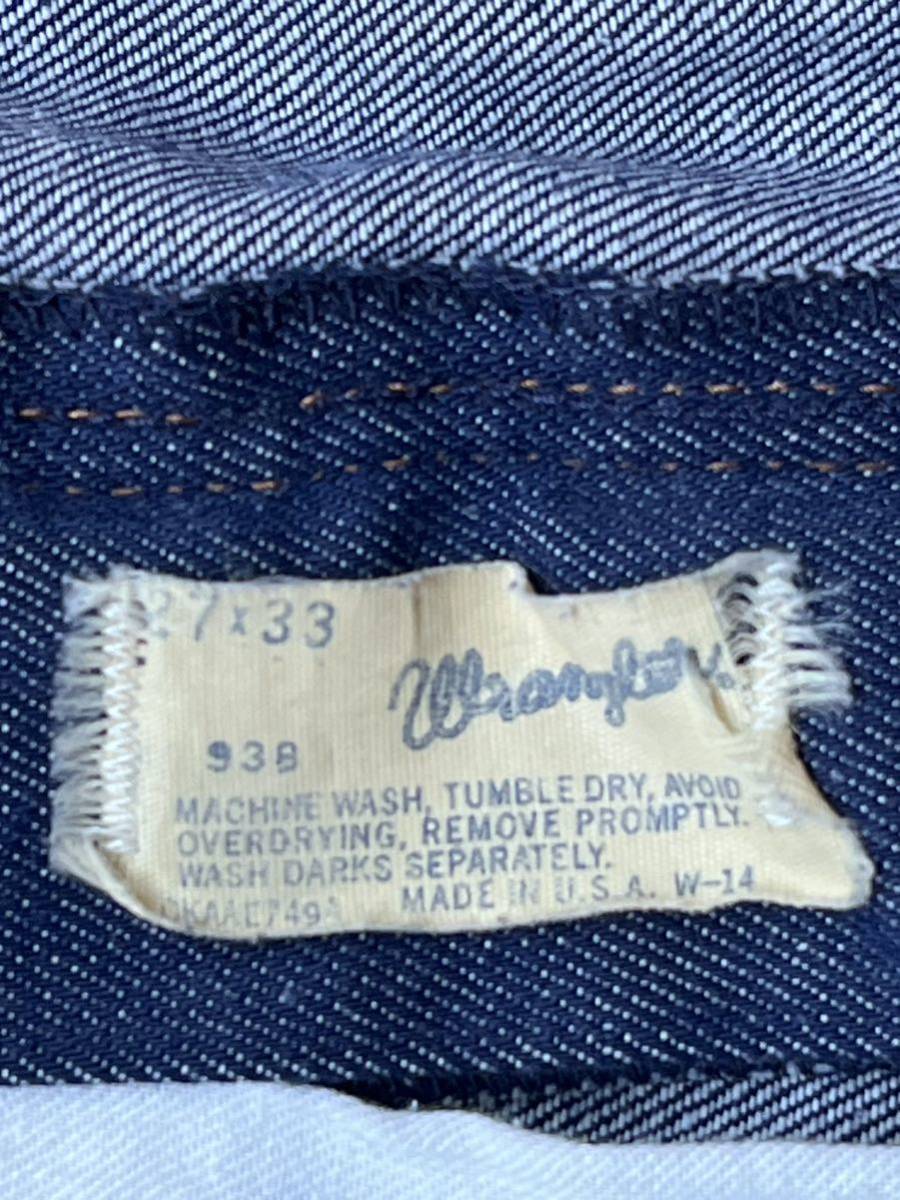 27x33
Wrangler
938
MACHINE WASH, TUMBLE DRY, AVOID
OVERDRYING, REMOVE PROMPTLY.
WASH DARKS SEPARATELY.
MADE IN U.S.A. W-14